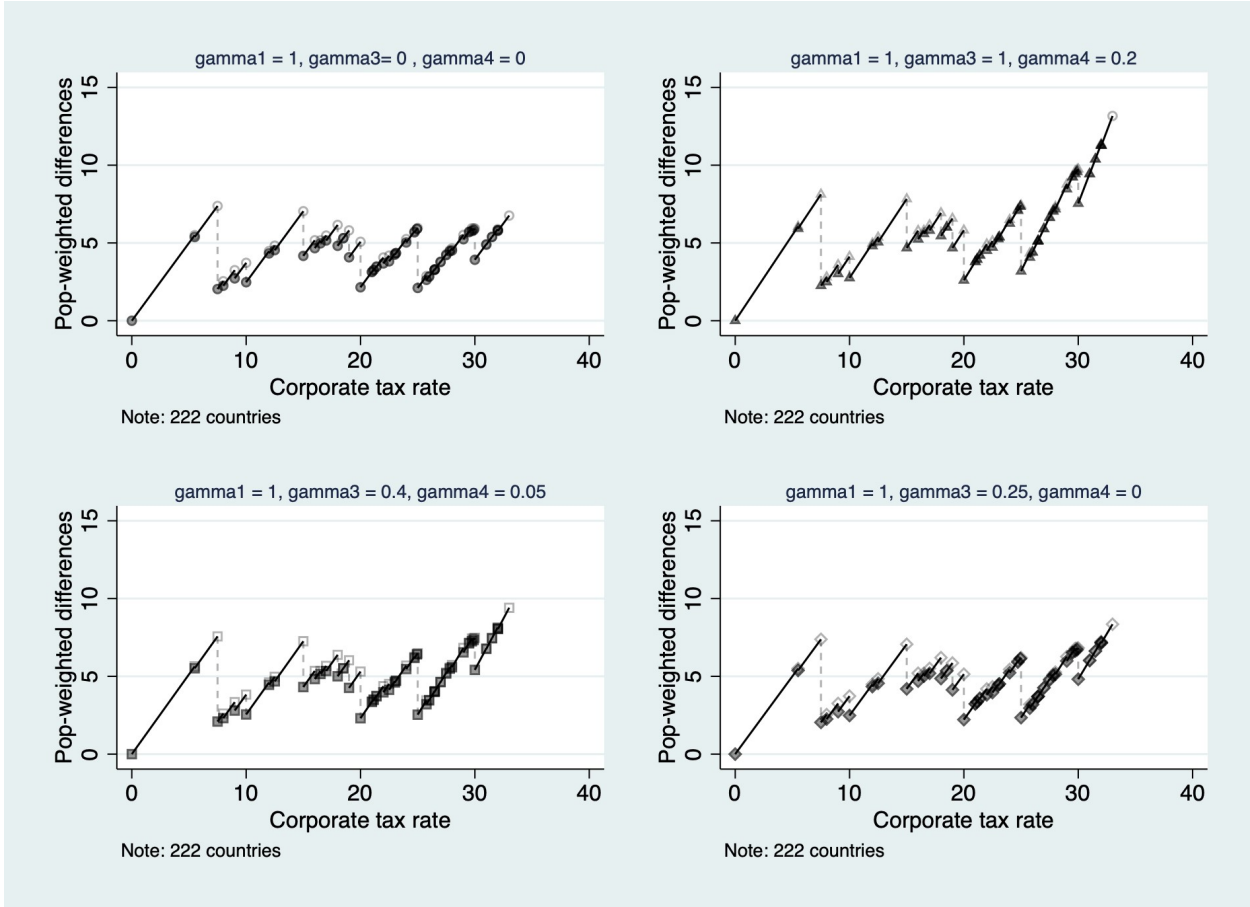 gamma1 = 1, gamma3= 0 , gamma4 = 0
Pop-weighted differences
15
10
5
0
0 10 20 30 40
Corporate tax rate
Note: 222 countries
gamma1 = 1, gamma3 = 1, gamma4 = 0.2
Pop-weighted differences
15
10
5
0
0 10 20 30 40
Corporate tax rate
Note: 222 countries
gamma1 = 1, gamma3 = 0.4, gamma4 = 0.05
Pop-weighted differences
15
10
5
0
0 10 20 30 40
Corporate tax rate
Note: 222 countries
gamma1 = 1, gamma3 = 0.25, gamma4 = 0
Pop-weighted differences
15
10
5
0
0 10 20 30 40
Corporate tax rate
Note: 222 countries